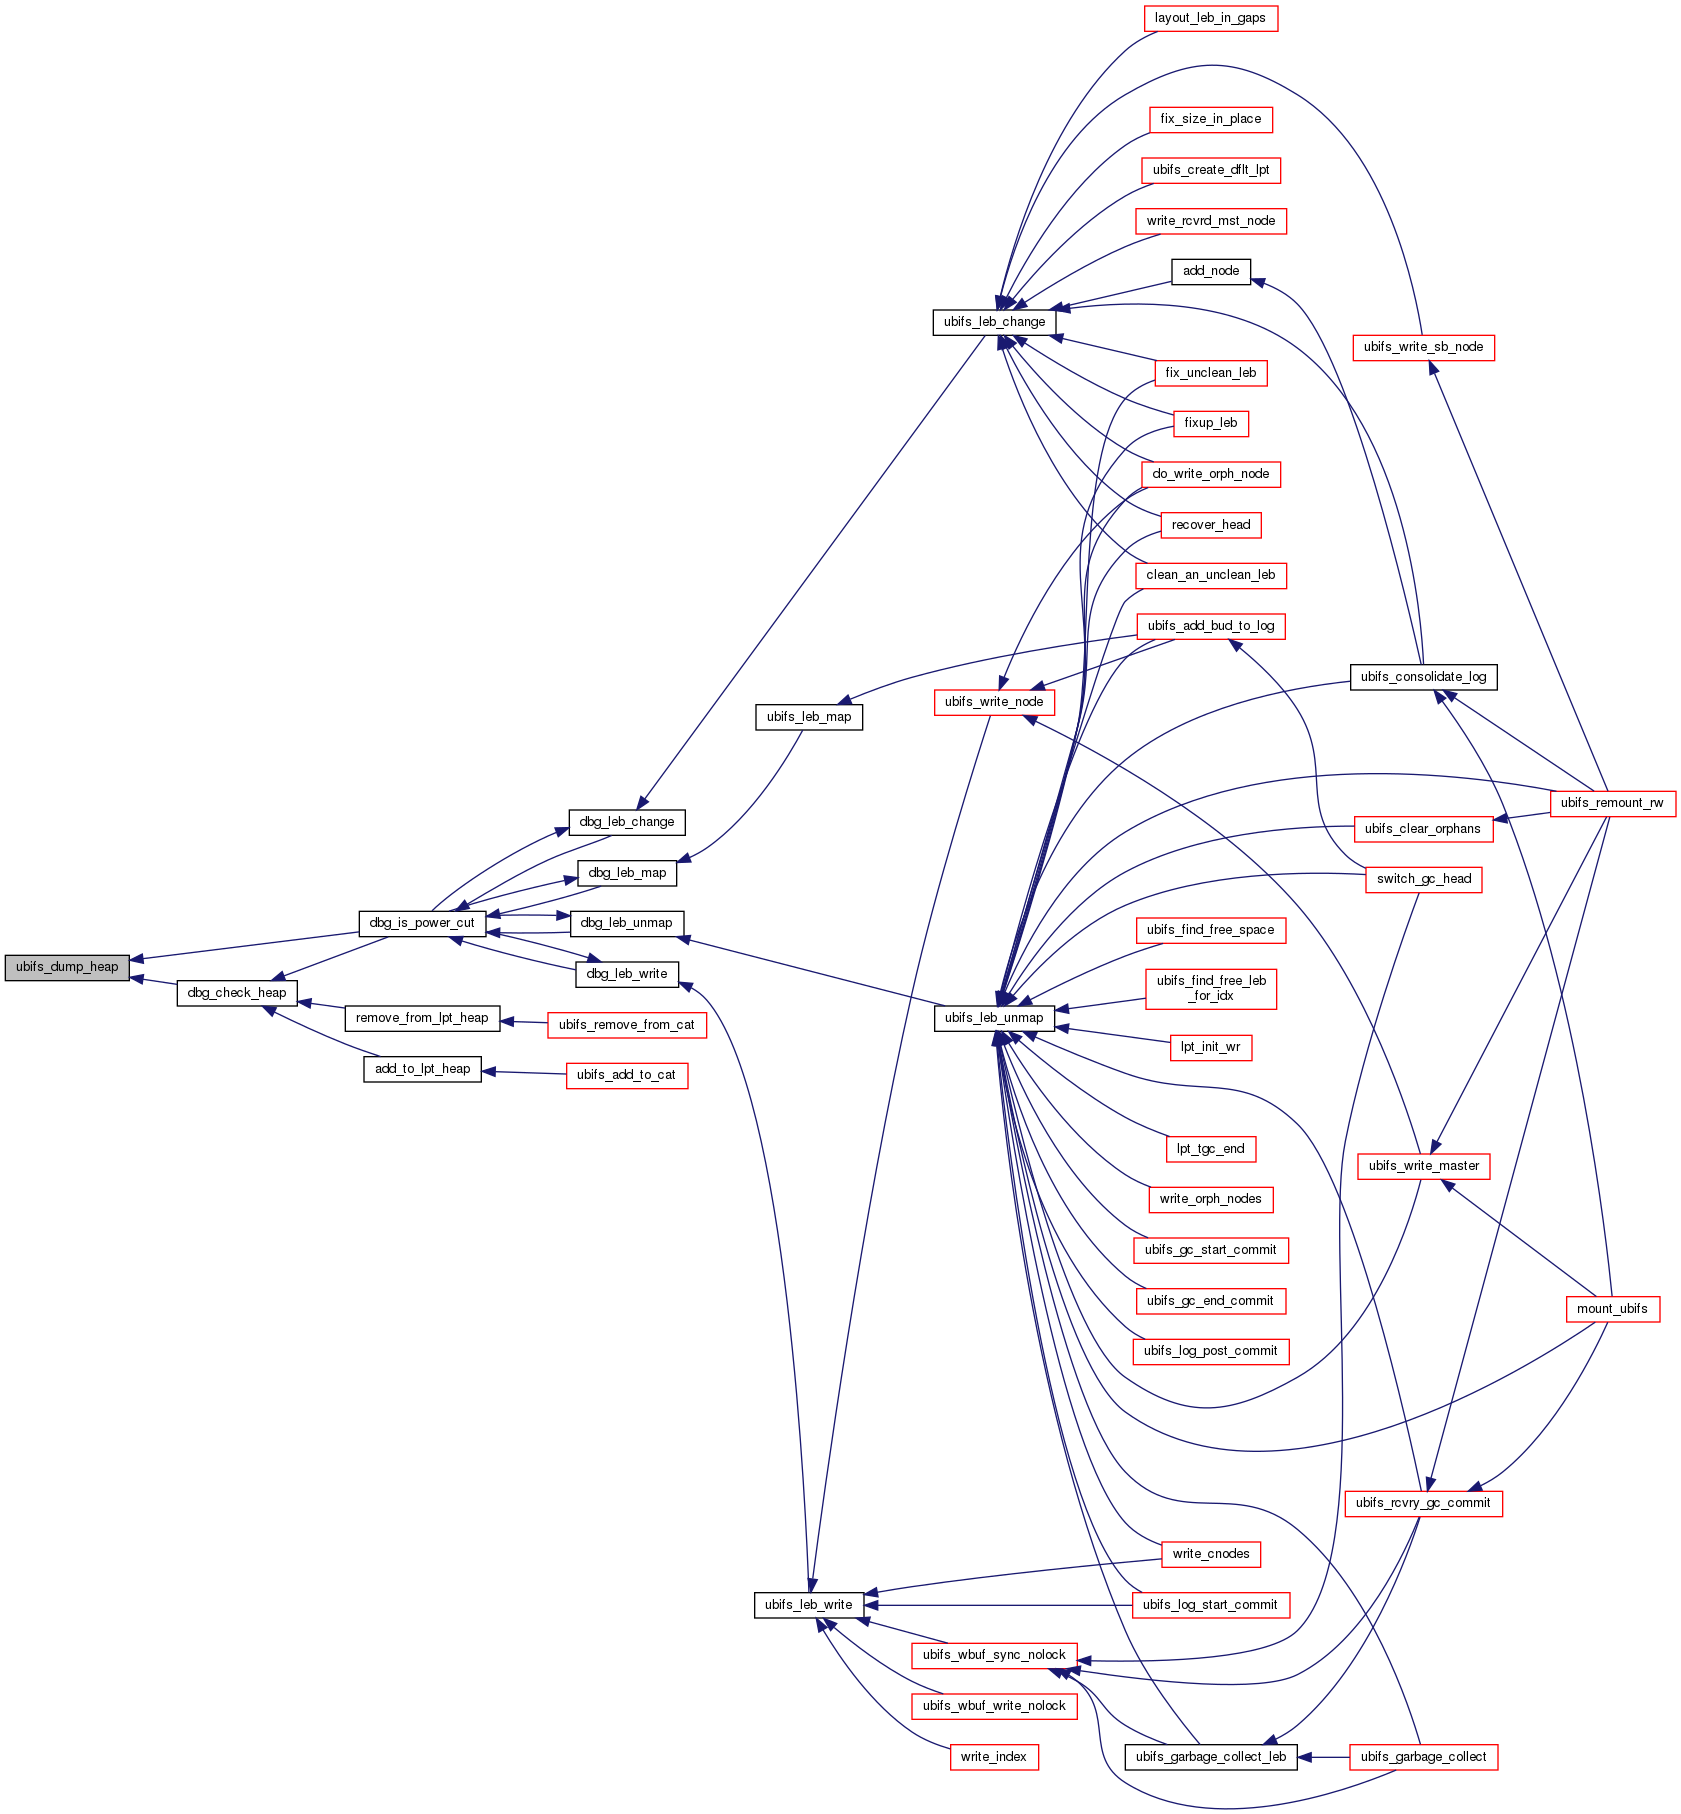 layout_leb_in_gaps
fix_size_in_place
ubifs_create_dflt_lpt
write_rcvrd_mst_node
add_node
ubifs_leb_change
ubifs_write_sb_node
fix_unclean_leb
fixup_leb
do_write_orph_node
recover_head
clean_an_unclean_leb
ubifs_add_bud_to_log
ubifs_consolidate_log
ubifs_write_node
ubifs_leb_map
ubifs_remount_rw
dbg_leb_change
ubifs_clear_orphans
dbg_leb_map
switch_gc_head
dbg_is_power_cut
dbg_leb_unmap
ubifs_find_free_space
ubifs_dump_heap
dbg_leb_write
ubifs_find_free_leb
_for_idx
dbg_check_heap
remove_from_lpt_heap
ubifs_remove_from_cat
ubifs_leb_unmap
lpt_init_wr
add_to_lpt_heap
ubifs_add_to_cat
lpt_tgc_end
ubifs_write_master
write_orph_nodes
ubifs_gc_start_commit
ubifs_gc_end_commit
mount_ubifs
ubifs_log_post_commit
ubifs_rcvry_gc_commit
write_cnodes
ubifs_leb_write
ubifs_log_start_commit
ubifs_wbuf_sync_nolock
ubifs_wbuf_write_nolock
write_index
ubifs_garbage_collect_leb
ubifs_garbage_collect